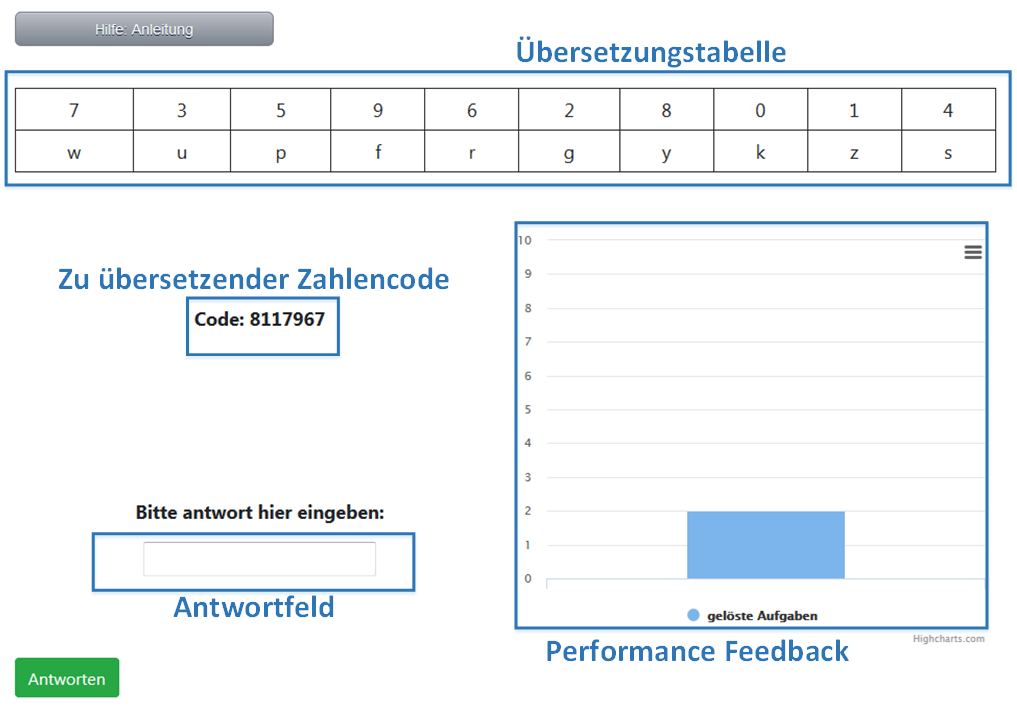 Hilfe: Anleitung
Übersetzungstabelle
7 3 5 9 6 2 8 0 1 4
w u p f r g y k z s
Zu übersetzender Zahlencode
Code: 8117967
Bitte antwort hier eingeben:
Antwortfeld
Antworten
10
9
8
7
6
5
4
3
2
1
0
gelöste Aufgaben
Highcharts.com
Performance Feedback